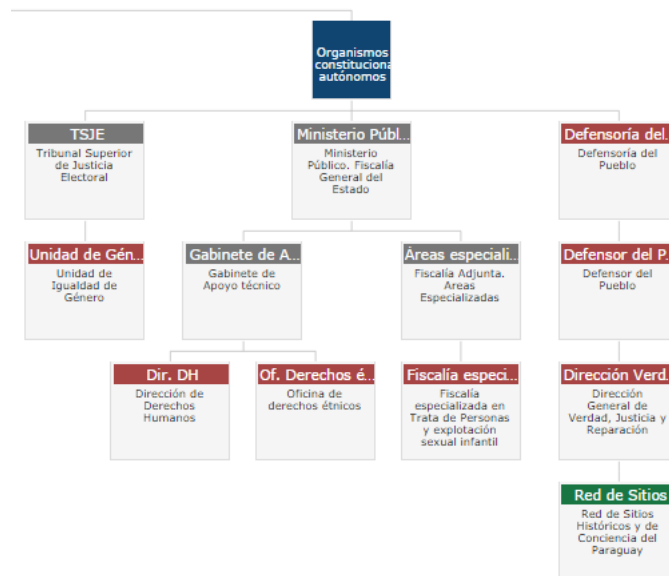 Organismos
constituciona
autónomos
TSJE
Tribunal Superior
de Justicia
Electoral
Ministerio Públ...
Ministerio
Público. Fiscalía
General del
Estado
Defensoría del.
Defensoría del
Pueblo
Unidad de Gén...
Unidad de
Igualdad de
Género
Gabinete de A...
Gabinete de
Apoyo técnico
Áreas especiali...
Fiscalía Adjunta.
Areas
Especializadas
Defensor del P..
Defensor del
Pueblo
Dir. DH
Dirección de
Derechos
Humanos
Of. Derechos é...
Oficina de
derechos étnicos
Fiscalía especi...
Fiscalía
especializada en
Trata de Personas
y explotación
sexual infantil
Dirección Verd.
Dirección
General de
Verdad, Justicia y
Reparación
Red de Sitios
Red de Sitios
Históricos y de
Conciencia del
Paraguay